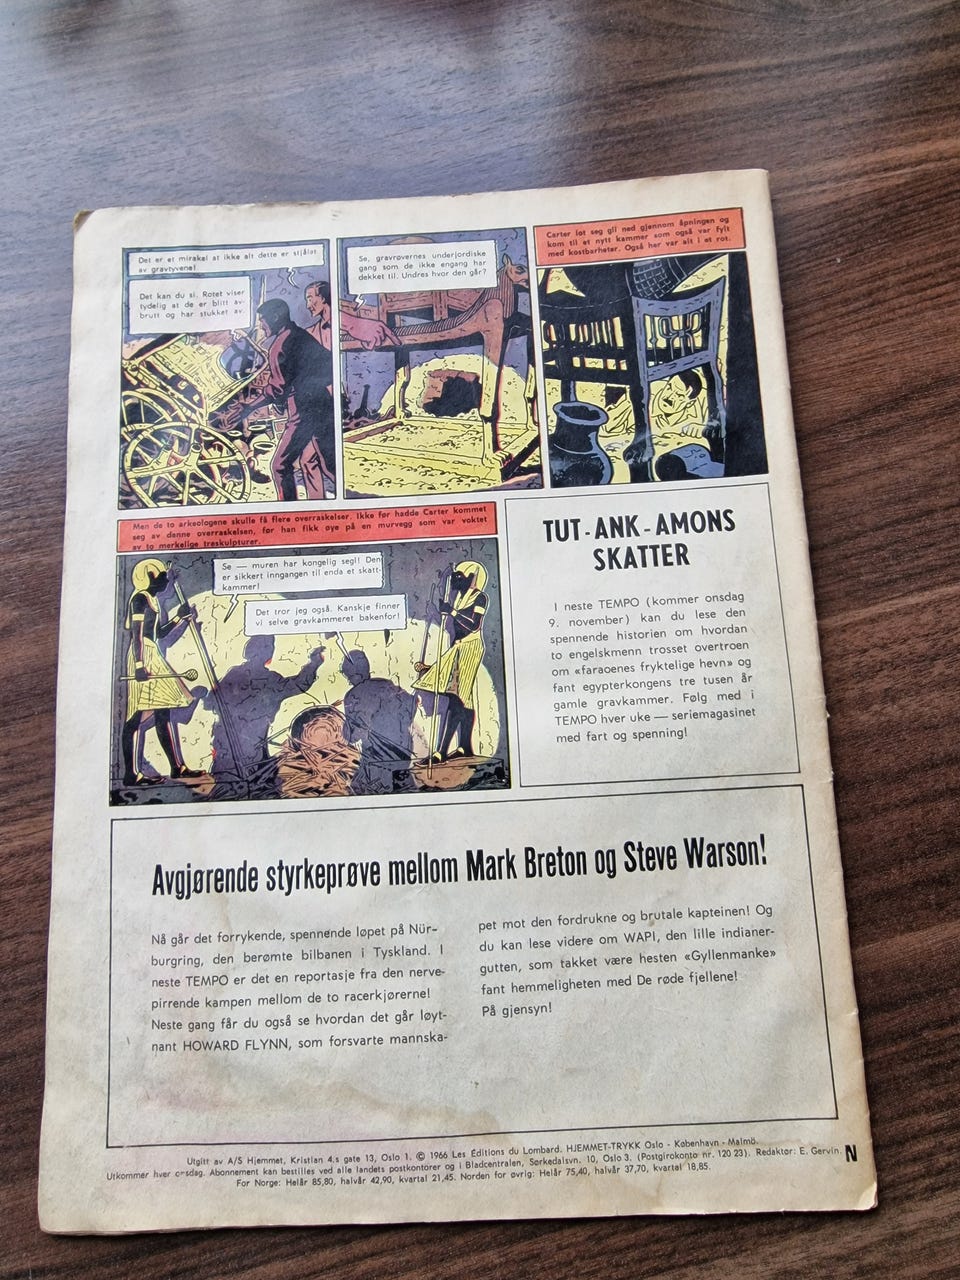 Det er et mirakel at ikke alt dette er stjålet
av gravtyvene!
Det kan du si. Rotet viser
tydelig at de er blitt av-
brutt og har stukket av.
Se, gravrøvernes underjordiske
gang som de ikke engang har
dekket til. Undres hvor den går?
Carter lot seg gli ned gjennom åpningen og
kom til et nytt kammer som også var fylt
med kostbarheter. Også her var alt i et rot.
Men de to arkeologene skulle få flere overraskelser. Ikke før hadde Carter kommet
seg av denne overraskelsen, før han fikk øye på en murvegg som var voktet
av to merkelige treskulpturer.
Se — muren har kongelig segl! Den
er sikkert inngangen til enda et skatt-
kammer!
Det tror jeg også. Kanskje finner
vi selve gravkammeret bakenfor!
TUT-ANK-AMONS
SKATTER
I neste TEMPO (kommer onsdag
9. november) kan du lese den
spennende historien om hvordan
to engelskmenn trosset overtroen
om «faraoenes fryktelige hevn» og
fant egypterkongens tre tusen år
gamle gravkammer. Følg med i
TEMPO hver uke — seriemagasinet
med fart og spenning!
Avgjørende styrkeprøve mellom Mark Breton og Steve Warson!
Nå går det forrykende, spennende løpet på Nür-
burgring, den berømte bilbanen i Tyskland. I
neste TEMPO er det en reportasje fra den nerve-
pirrende kampen mellom de to racerkjørerne!
Neste gang får du også se hvordan det går løyt-
nant HOWARD FLYNN, som forsvarte mannska-
pet mot den fordrukne og brutale kapteinen! Og
du kan lese videre om WAPI, den lille indianer-
gutten, som takket være hesten «Gyllenmanke»
fant hemmeligheten med De røde fjellene!
På gjensyn!
Utgitt av A/S Hjemmet, Kristian 4.s gate 13, Oslo 1. © 1966 Les Éditions du Lombard. HJEMMET-TRYKK Oslo - København - Malmö.
Utkommer hver onsdag. Abonnement kan bestilles ved alle landets postkontorer og i Bladcentralen, Sørkedalsvn. 10, Oslo 3. (Postgirokonto nr. 120 23). Redaktør: E. Gervin.
For Norge: Helår 85,80, halvår 42,90, kvartal 21,45. Norden for øvrig: Helår 75,40, halvår 37,70, kvartal 18,85.
N